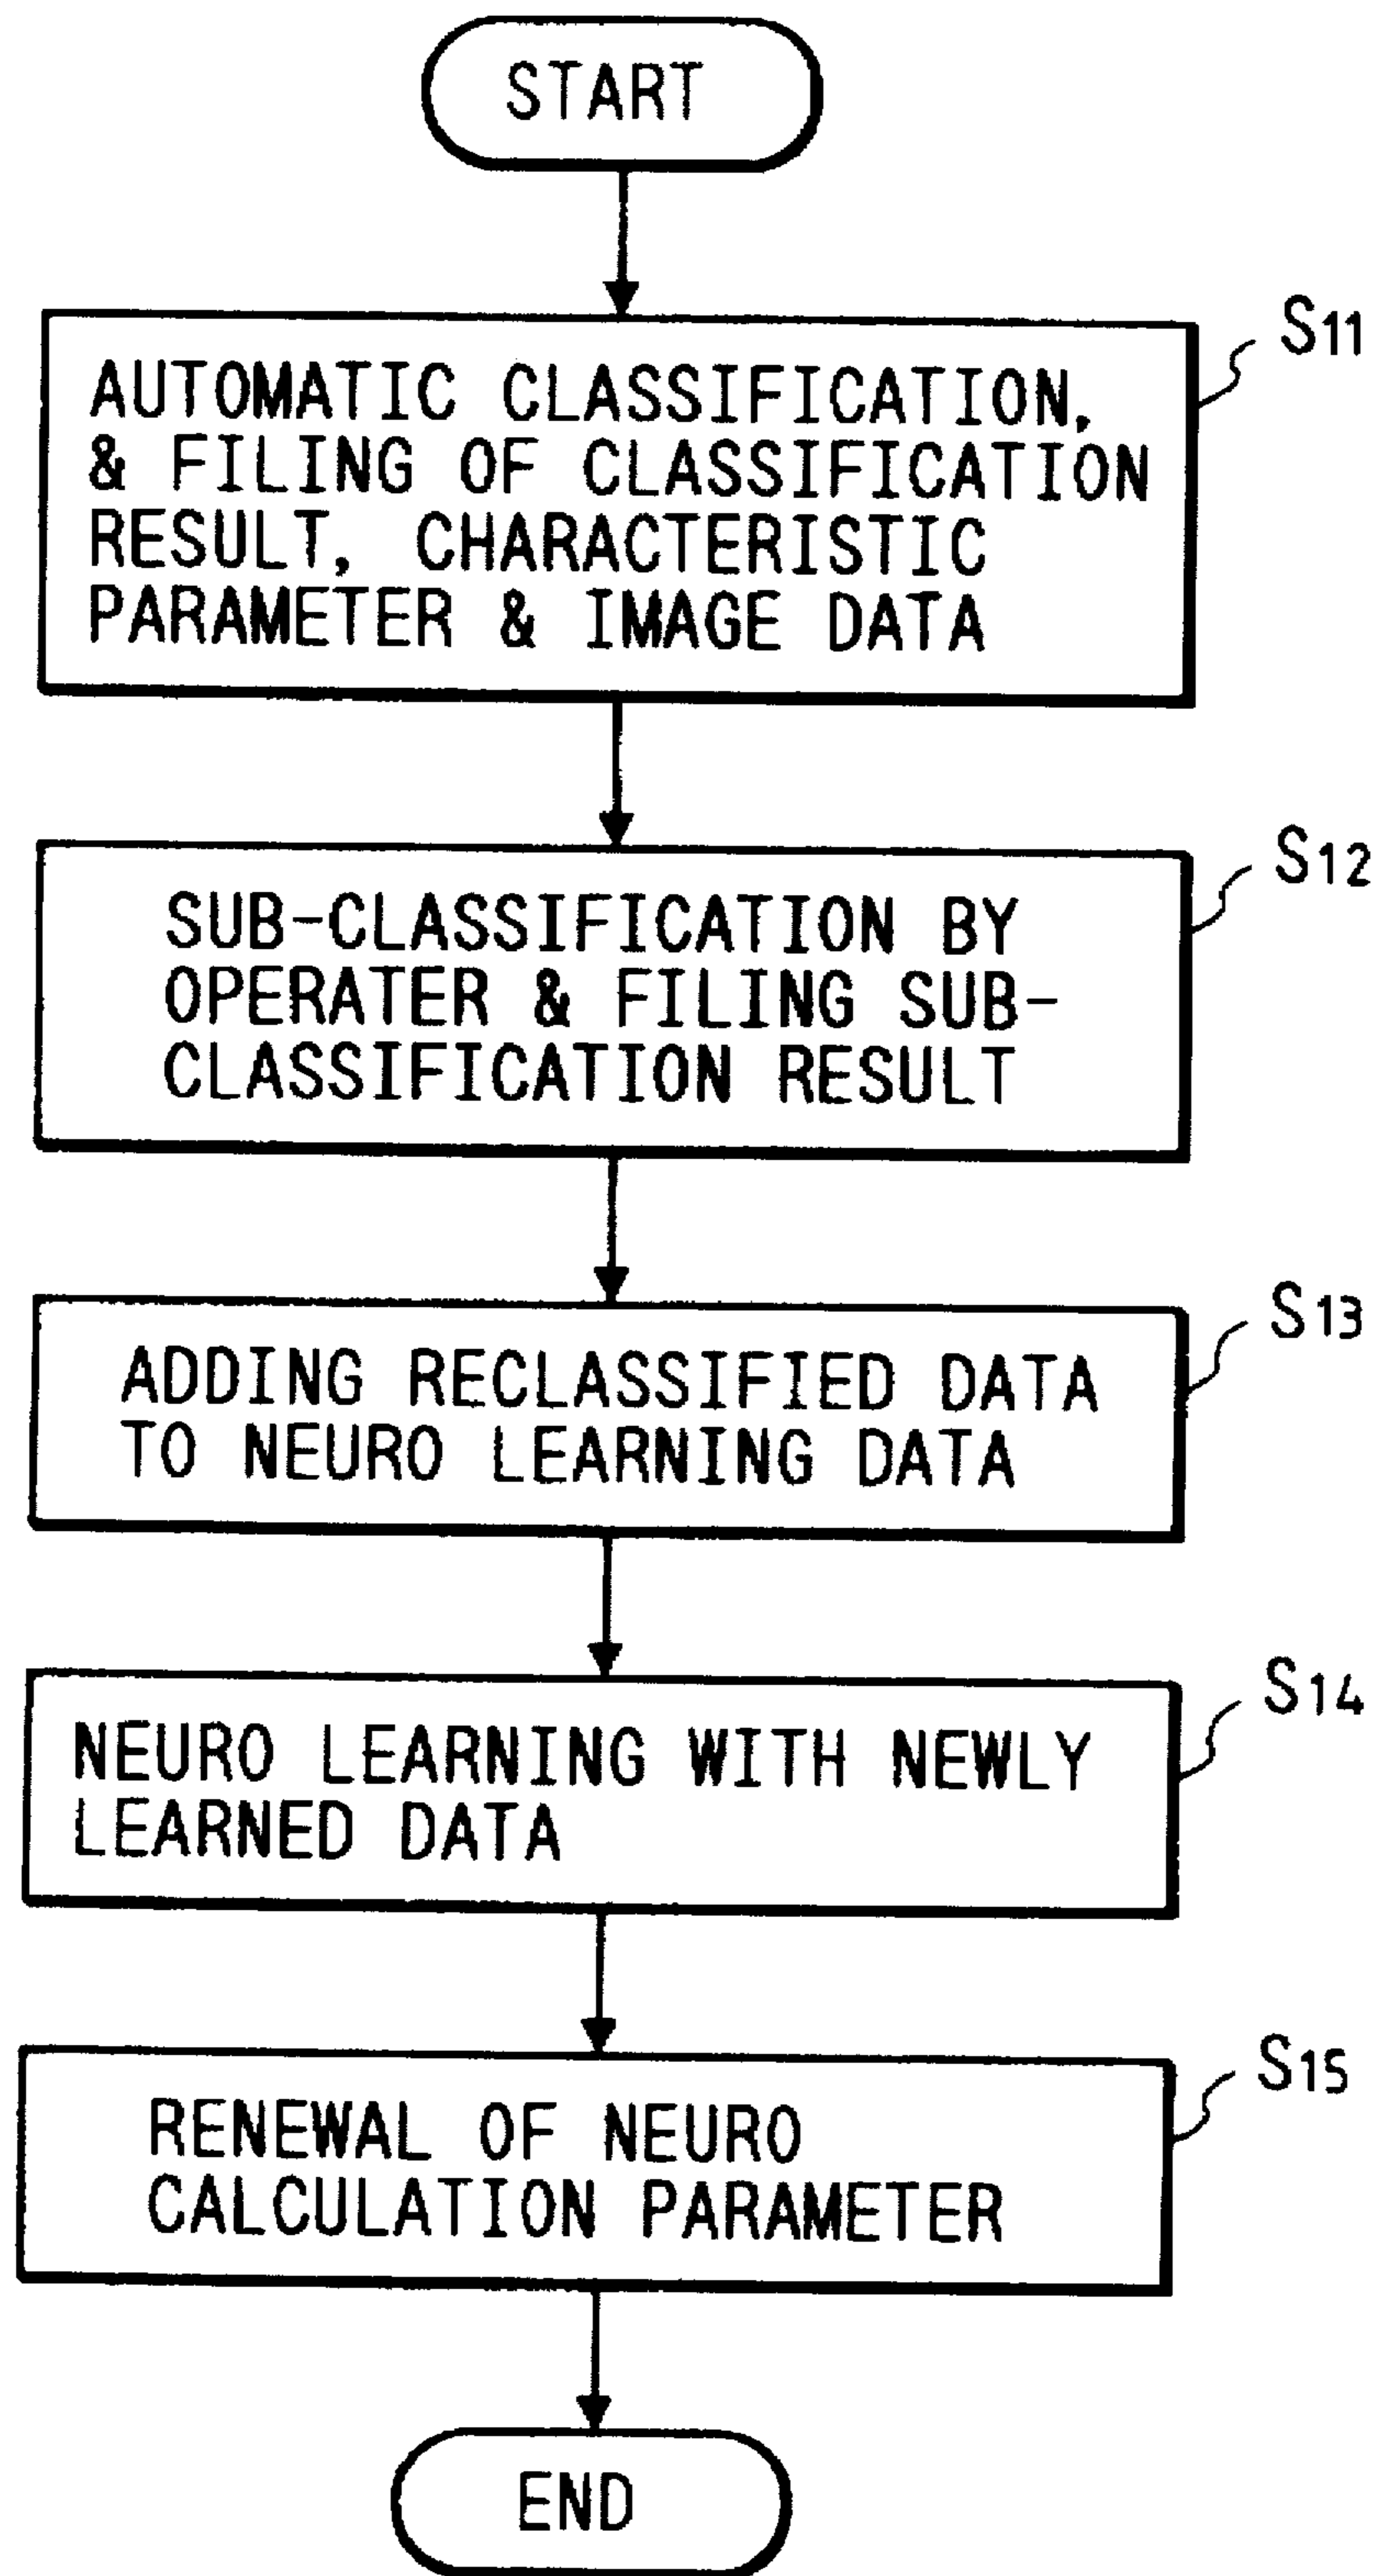 START
S11
AUTOMATIC CLASSIFICATION,
& FILING OF CLASSIFICATION
RESULT, CHARACTERISTIC
PARAMETER & IMAGE DATA
S12
SUB-CLASSIFICATION BY
OPERATER & FILING SUB-
CLASSIFICATION RESULT
S13
ADDING RECLASSIFIED DATA
TO NEURO LEARNING DATA
S14
NEURO LEARNING WITH NEWLY
LEARNED DATA
S15
RENEWAL OF NEURO
CALCULATION PARAMETER
END